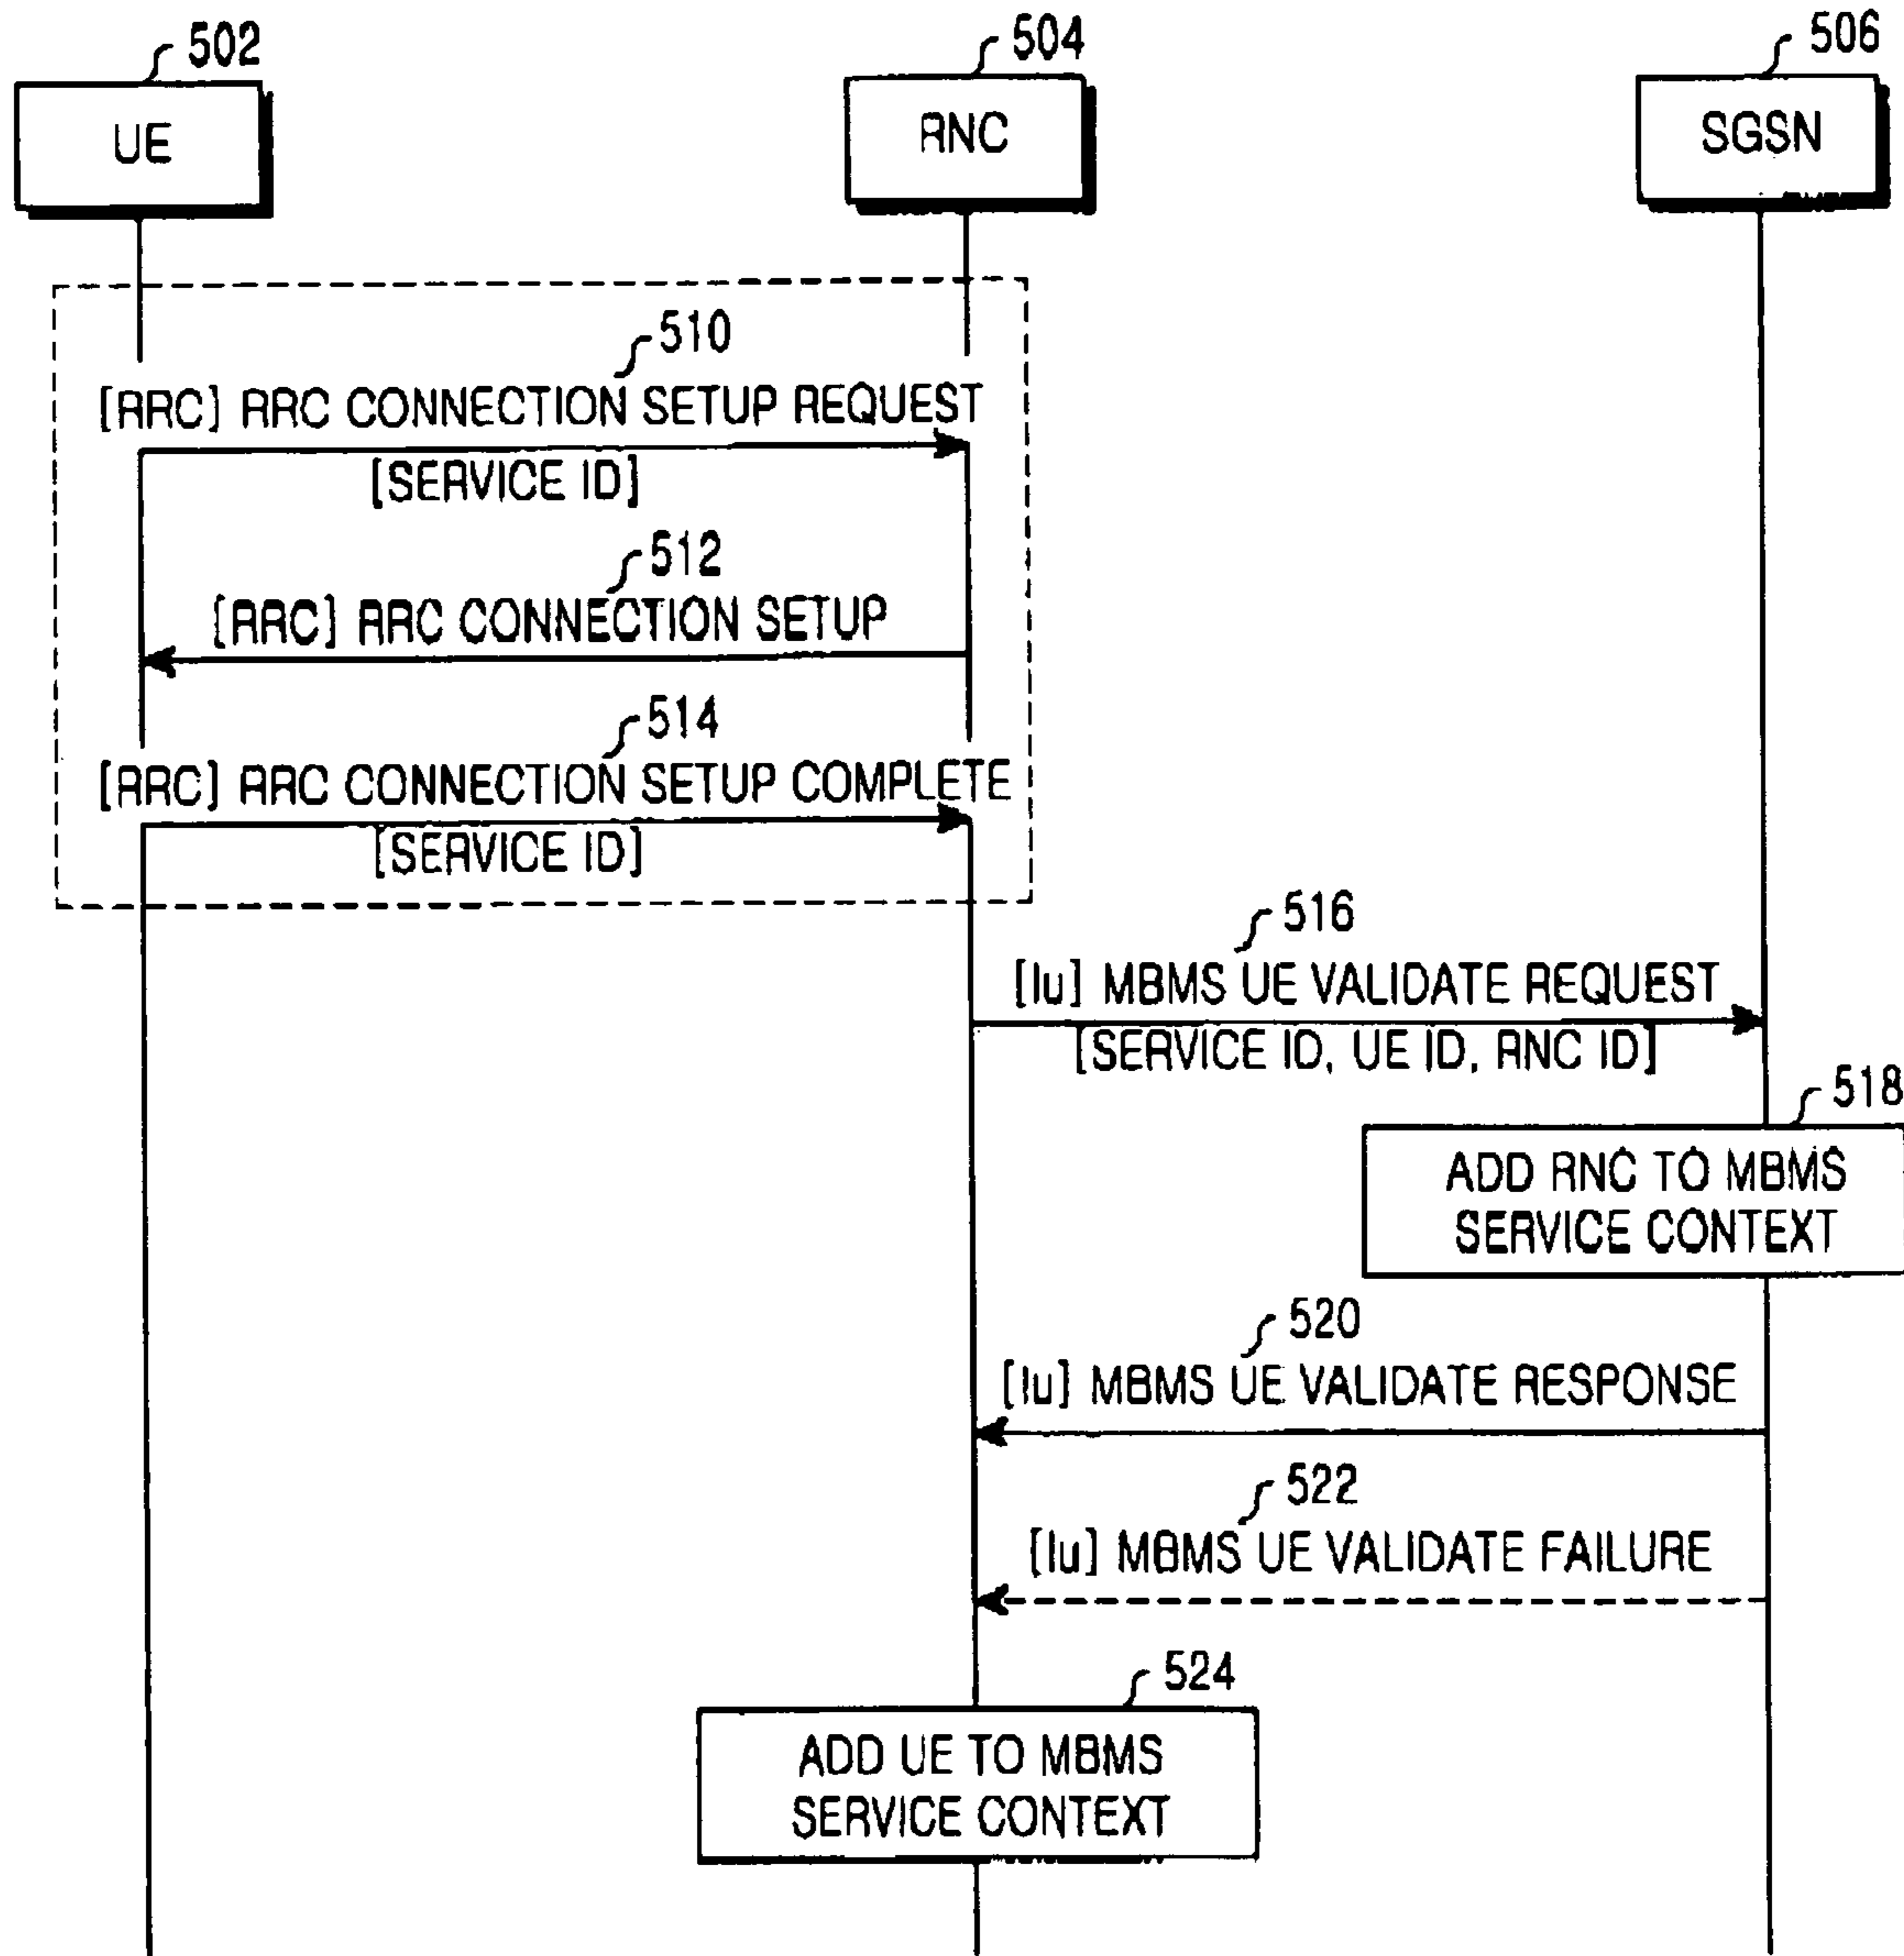 502
504
506
UE
RNC
SGSN
510
[RRC] RRC CONNECTION SETUP REQUEST
[SERVICE ID]
512
[RRC] RRC CONNECTION SETUP
514
[RRC] RRC CONNECTION SETUP COMPLETE
[SERVICE ID]
516
[Iu] MBMS UE VALIDATE REQUEST
[SERVICE ID, UE ID, RNC ID]
518
ADD RNC TO MBMS
SERVICE CONTEXT
520
[Iu] MBMS UE VALIDATE RESPONSE
522
[Iu] MBMS UE VALIDATE FAILURE
524
ADD UE TO MBMS
SERVICE CONTEXT